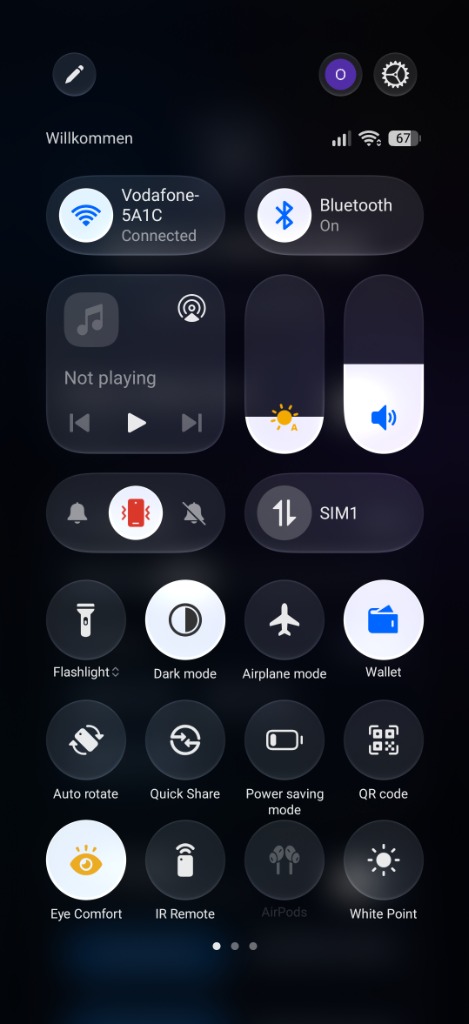 O
Willkommen
67
Vodafone-
5A1C
Connected
Bluetooth
On
Not playing
A
SIM1
Flashlight
Dark mode
Airplane mode
Wallet
Auto rotate
Quick Share
Power saving
mode
QR code
Eye Comfort
IR Remote
AirPods
White Point